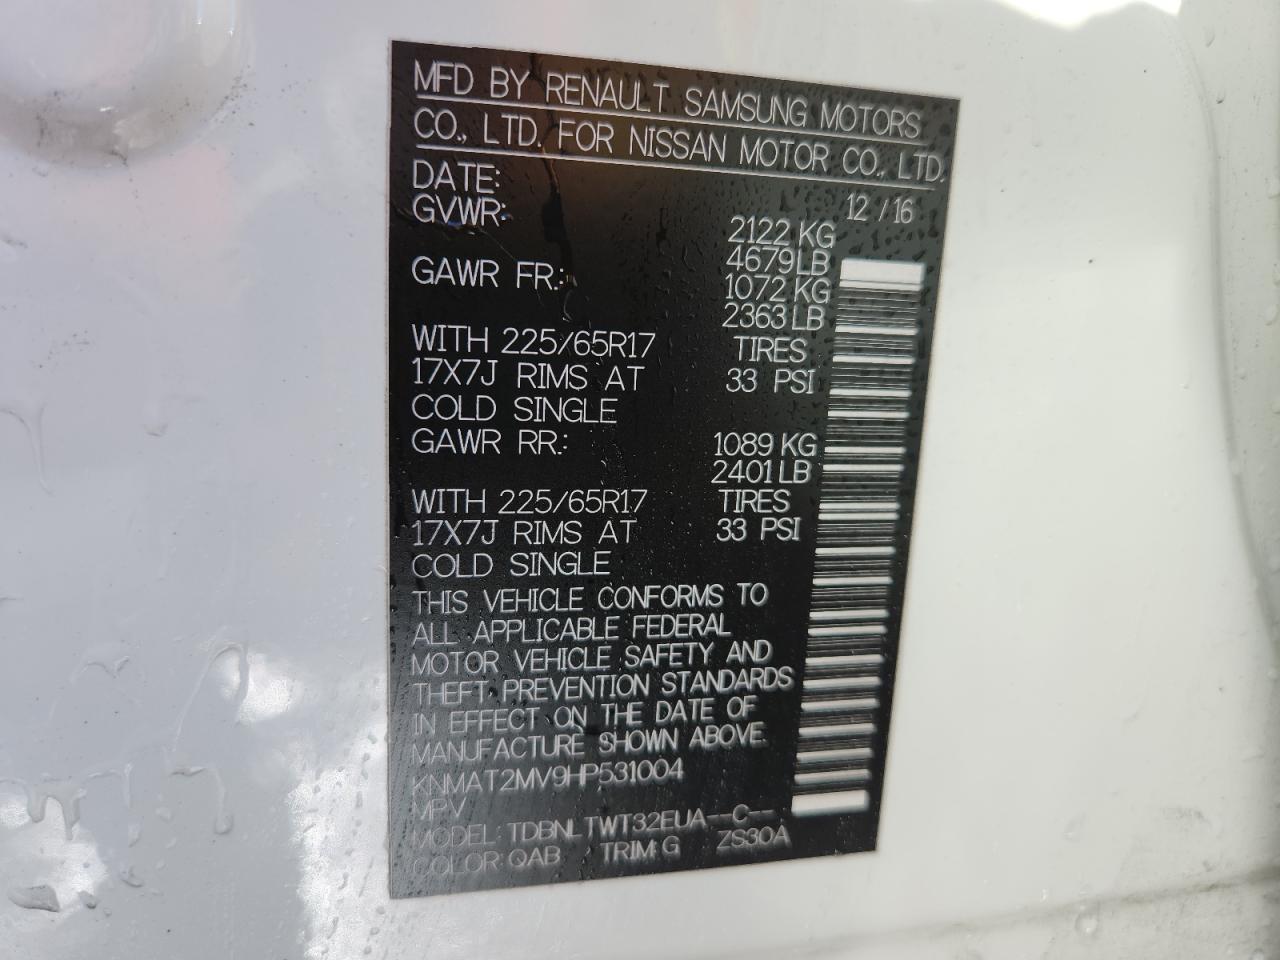 MFD BY RENAULT SAMSUNG MOTORS
CO., LTD. FOR NISSAN MOTOR CO., LTD.
DATE: 12 / 16
GVWR: 2122 KG
4679 LB
GAWR FR.: 1072 KG
2363 LB
WITH 225/65R17 TIRES
17X7J RIMS AT 33 PSI
COLD SINGLE
GAWR RR.: 1089 KG
2401 LB
WITH 225/65R17 TIRES
17X7J RIMS AT 33 PSI
COLD SINGLE
THIS VEHICLE CONFORMS TO
ALL APPLICABLE FEDERAL
MOTOR VEHICLE SAFETY AND
THEFT PREVENTION STANDARDS
IN EFFECT ON THE DATE OF
MANUFACTURE SHOWN ABOVE.
KNMAT2MV9HP531004
MPV
MODEL: TDBNLTWT32EUA--C--
COLOR: QAB TRIM: G ZS30A